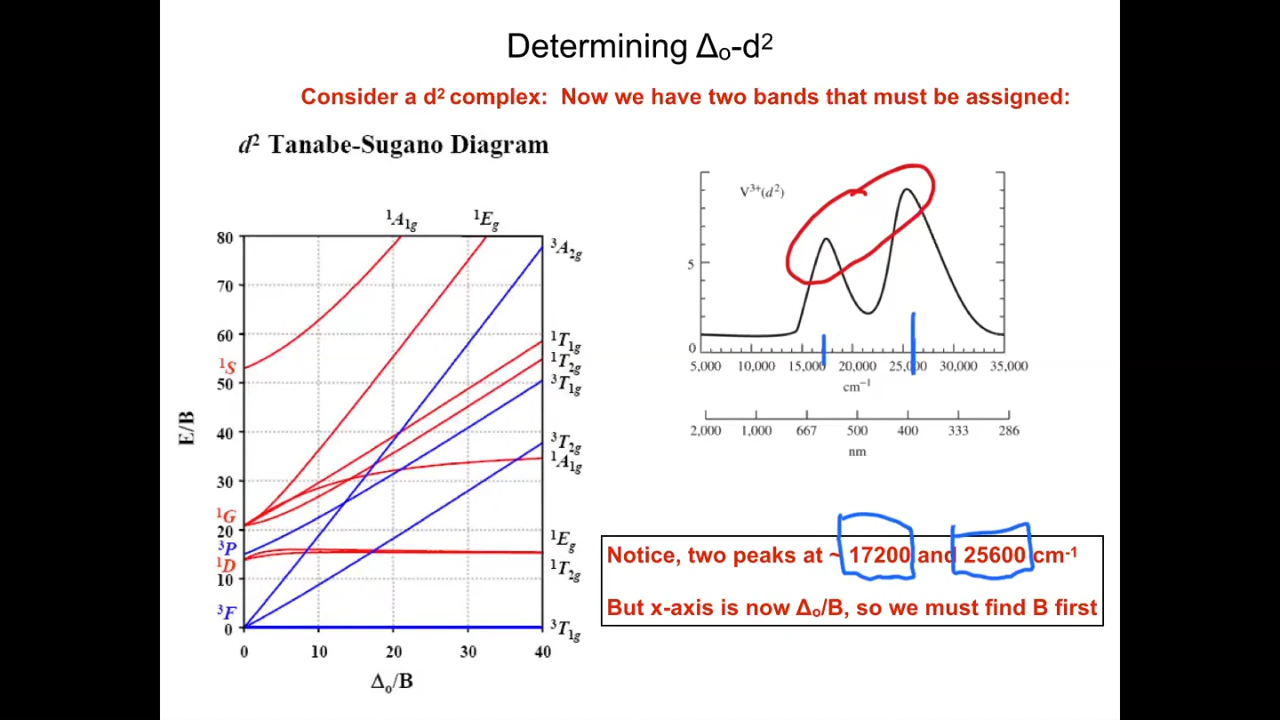 Determining Δₒ-d²
Consider a d² complex: Now we have two bands that must be assigned:
d² Tanabe-Sugano Diagram
¹A₁g ¹Eg
³A₂g
¹T₁g
¹T₂g
³T₁g
³T₂g
¹A₁g
¹Eg
¹T₂g
³T₁g
80
70
60
50
40
30
20
10
0
¹S
¹G
³P
¹D
³F
E/B
0 10 20 30 40
Δₒ/B
V³⁺(d²)
5
0
5,000 15,000 20,000 25,000 30,000 35,000
cm⁻¹
2,000 1,000 667 500 400 333 286
nm
Notice, two peaks at ~ 17200 and 25600 cm⁻¹
But x-axis is now Δₒ/B, so we must find B first